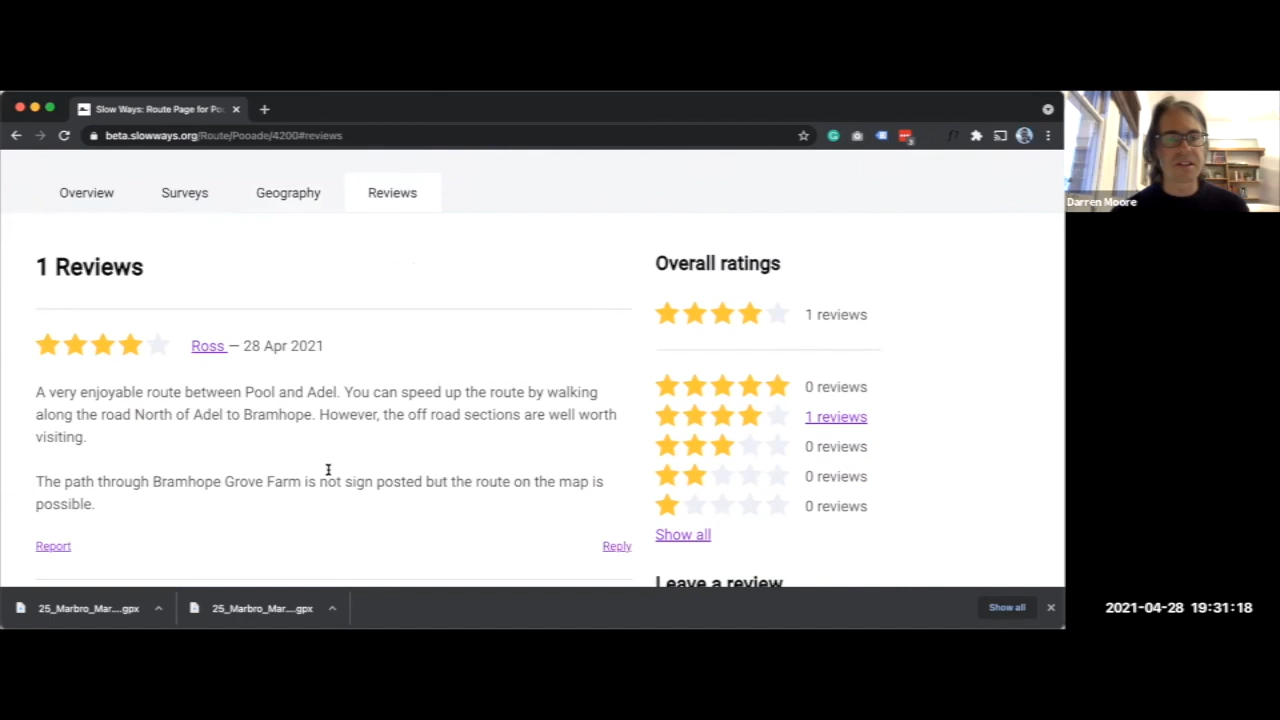 Slow Ways: Route Page for Po
beta.slowways.org/Route/Pooade/4200#reviews
Darren Moore
Overview Surveys Geography Reviews
1 Reviews
Ross — 28 Apr 2021
A very enjoyable route between Pool and Adel. You can speed up the route by walking
along the road North of Adel to Bramhope. However, the off road sections are well worth
visiting.
The path through Bramhope Grove Farm is not sign posted but the route on the map is
possible.
Report Reply
Overall ratings
1 reviews
0 reviews
1 reviews
0 reviews
0 reviews
0 reviews
Show all
Leave a review
25_Marbro_Mar....gpx 25_Marbro_Mar....gpx Show all
2021-04-28 19:31:18